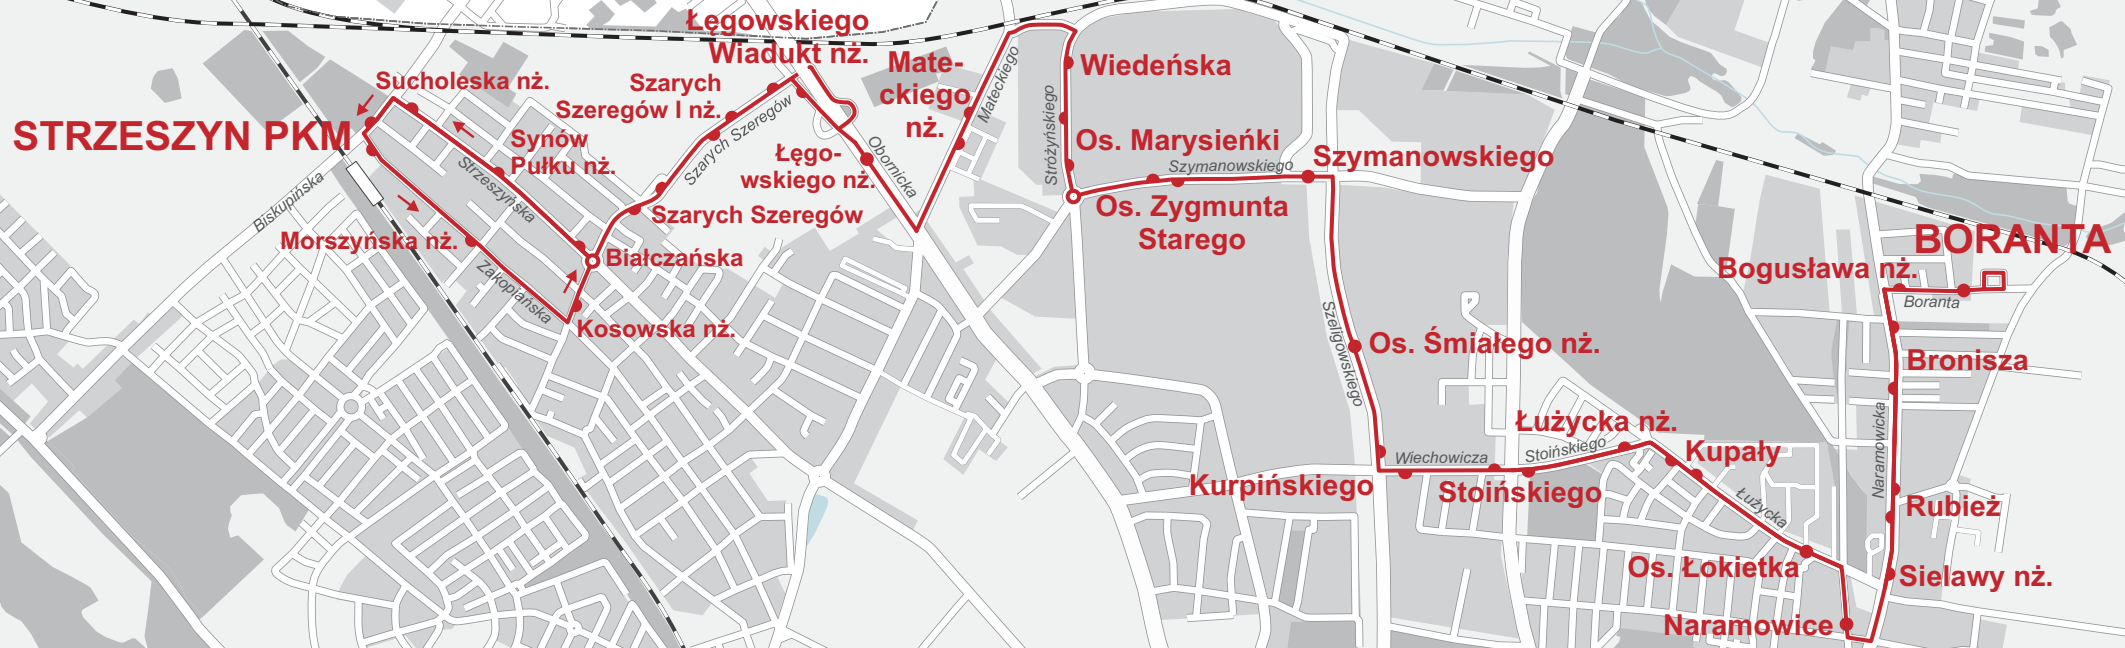 STRZESZYN PKM
Sucholeska nż.
Synów
Pułku nż.
Strzeszyńska
Biskupińska
Morszyńska nż.
Zakopiańska
Kosowska nż.
Białczańska
Szarych Szeregów
Szarych
Szeregów I nż.
Szarych Szeregów
Łęgowskiego
Wiadukt nż.
Łęgo-
wskiego nż.
Obornicka
Mate-
ckiego
nż.
Mateckiego
Wiedeńska
Stróżyńskiego
Os. Marysieńki
Szymanowskiego
Os. Zygmunta
Starego
Szymanowskiego
Szeligowskiego
Os. Śmiałego nż.
Kurpińskiego
Wiechowicza
Stoińskiego
Stoińskiego
Łużycka nż.
Kupały
Łużycka
Os. Łokietka
Naramowice
Sielawy nż.
Rubież
Naramowicka
Bronisza
Bogusława nż.
Boranta
BORANTA